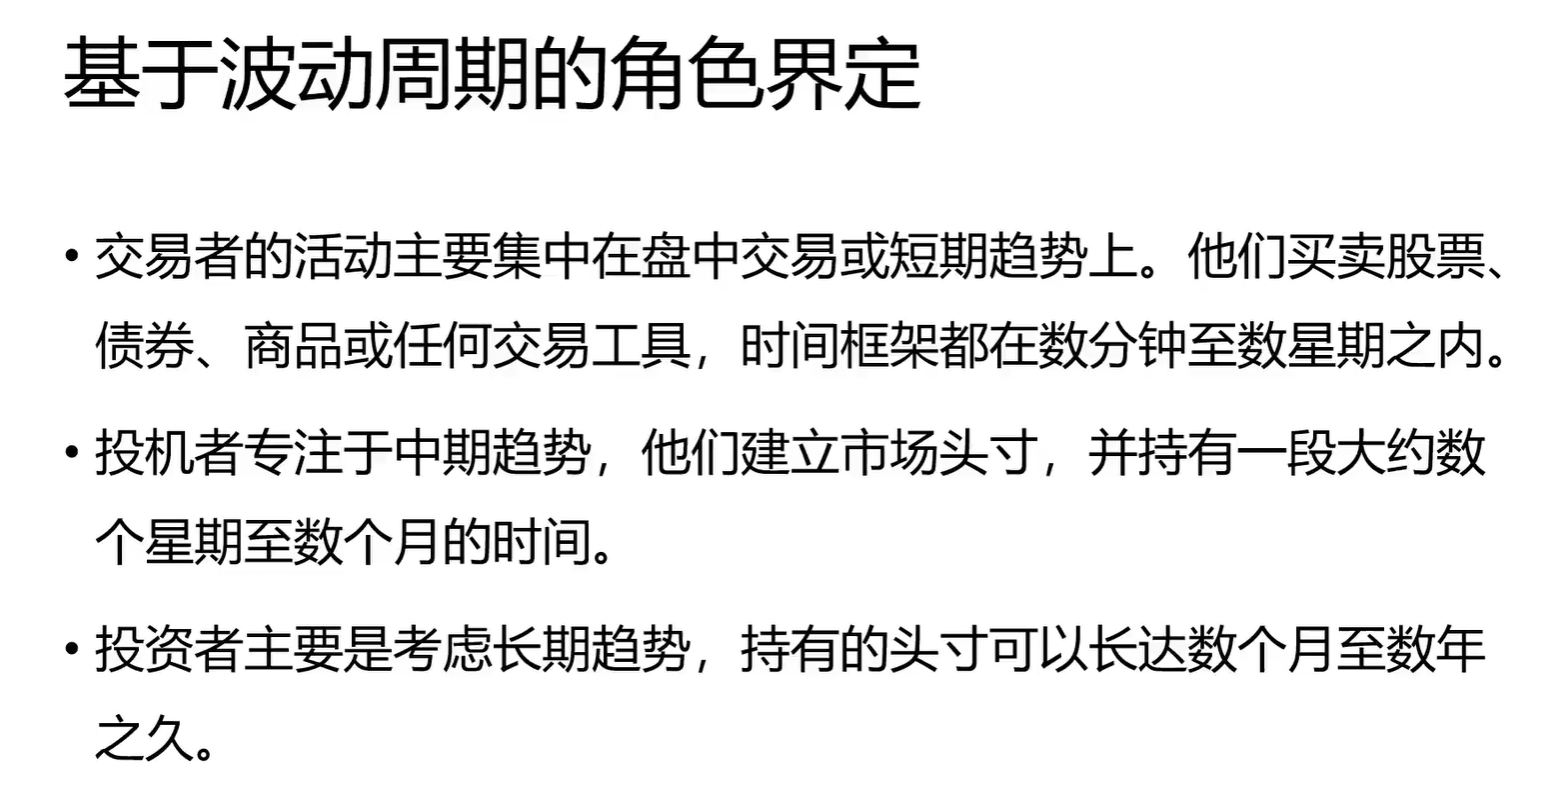 基于波动周期的角色界定
• 交易者的活动主要集中在盘中交易或短期趋势上。他们买卖股票、
债券、商品或任何交易工具，时间框架都在数分钟至数星期之内。
• 投机者专注于中期趋势，他们建立市场头寸，并持有一段大约数
个星期至数个月的时间。
• 投资者主要是考虑长期趋势，持有的头寸可以长达数个月至数年
之久。